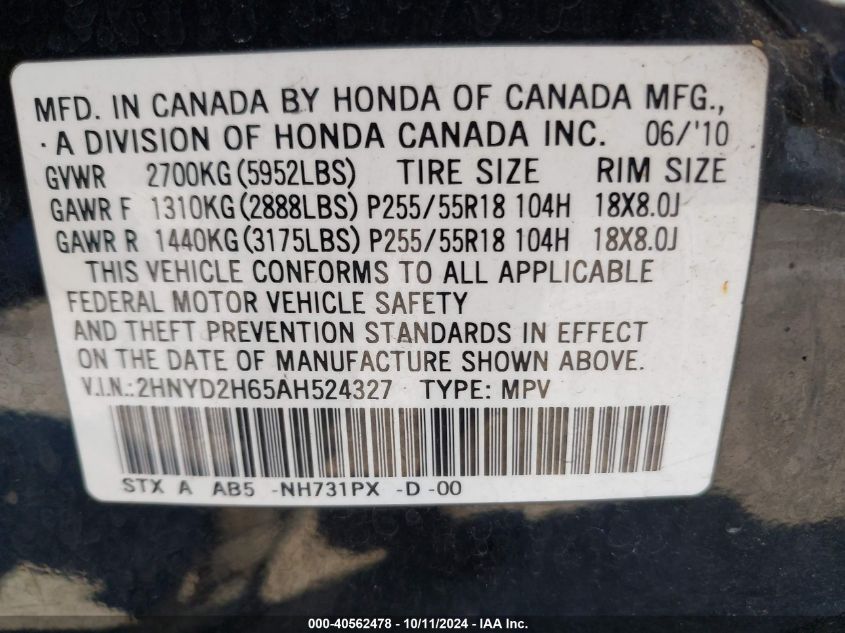 MFD. IN CANADA BY HONDA OF CANADA MFG.,
·A DIVISION OF HONDA CANADA INC. 06/'10
GVWR 2700KG(5952LBS) TIRE SIZE RIM SIZE
GAWR F 1310KG(2888LBS) P255/55R18 104H 18X8.0J
GAWR R 1440KG(3175LBS) P255/55R18 104H 18X8.0J
THIS VEHICLE CONFORMS TO ALL APPLICABLE
FEDERAL MOTOR VEHICLE SAFETY
AND THEFT PREVENTION STANDARDS IN EFFECT
ON THE DATE OF MANUFACTURE SHOWN ABOVE.
V.I.N.:2HNYD2H65AH524327 TYPE: MPV
STX A AB5 -NH731PX -D -00
000-40562478 - 10/11/2024 - IAA Inc.